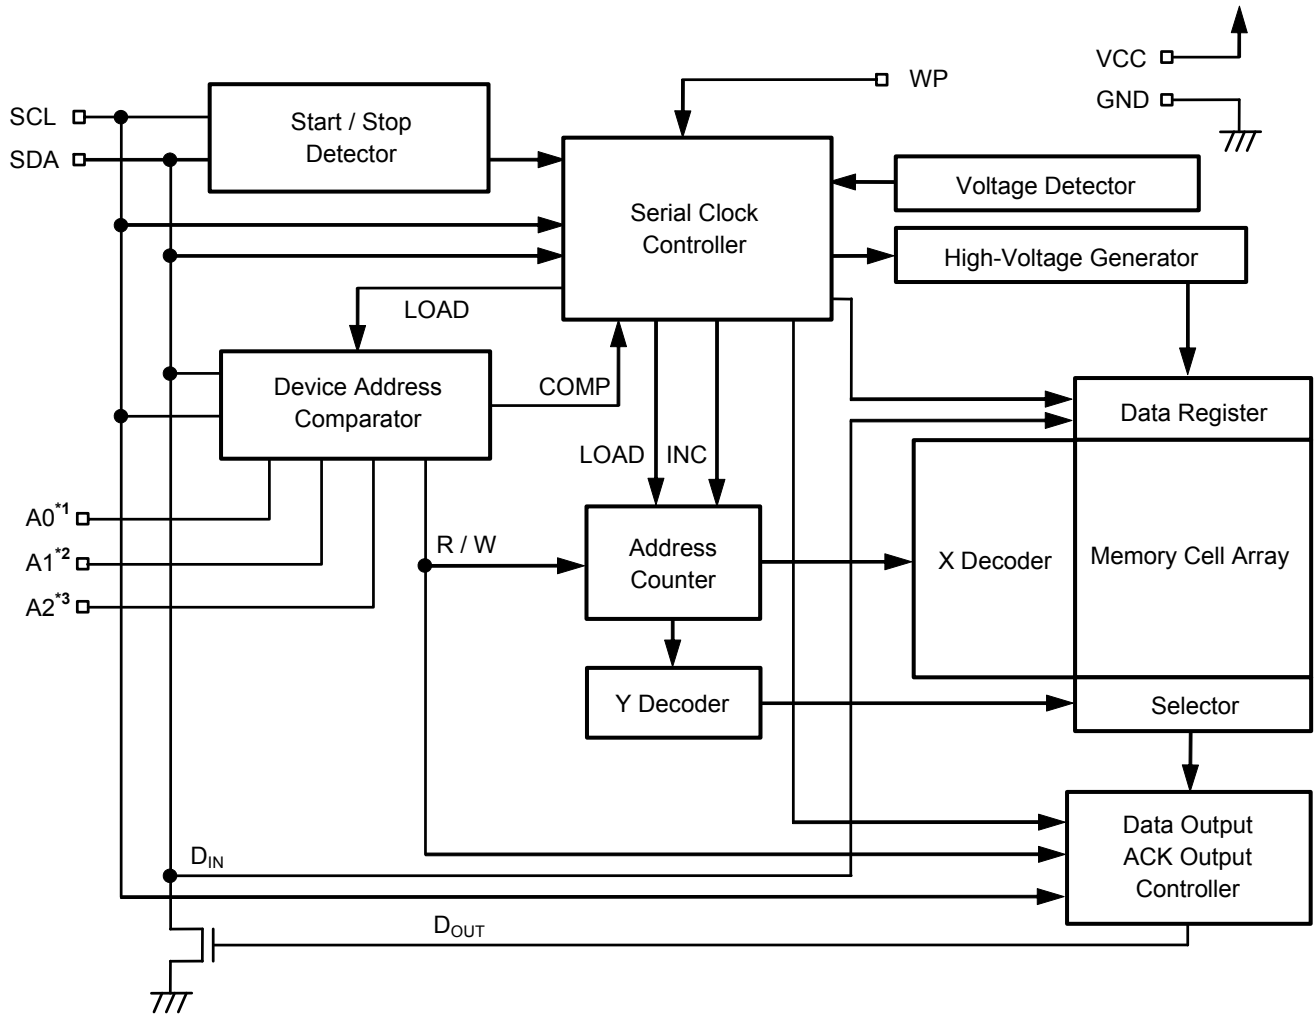 VCC
WP
GND
SCL
SDA
Start / Stop
Detector
Voltage Detector
Serial Clock
Controller
High-Voltage Generator
LOAD
Device Address
Comparator
COMP
Data Register
LOAD
INC
A0*1
A1*2
A2*3
R / W
Address
Counter
X Decoder
Memory Cell Array
Y Decoder
Selector
Data Output
ACK Output
Controller
DIN
DOUT